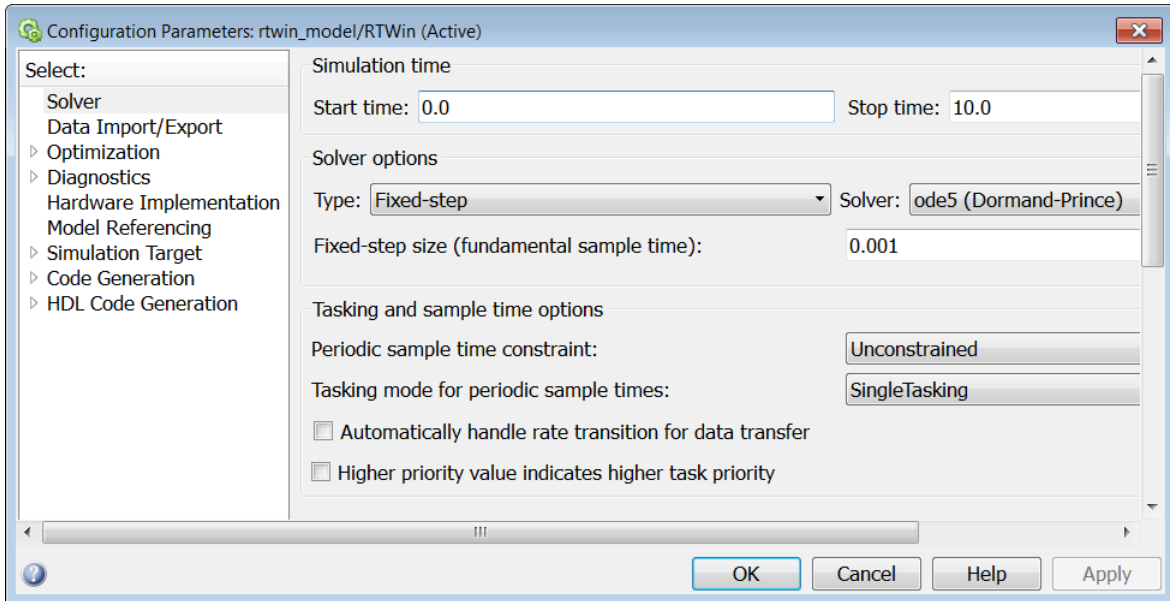 Configuration Parameters: rtwin_model/RTWin (Active)
Select:
Solver
Data Import/Export
Optimization
Diagnostics
Hardware Implementation
Model Referencing
Simulation Target
Code Generation
HDL Code Generation
Simulation time
Start time: 0.0 Stop time: 10.0
Solver options
Type: Fixed-step Solver: ode5 (Dormand-Prince)
Fixed-step size (fundamental sample time): 0.001
Tasking and sample time options
Periodic sample time constraint: Unconstrained
Tasking mode for periodic sample times: SingleTasking
Automatically handle rate transition for data transfer
Higher priority value indicates higher task priority
OK Cancel Help Apply